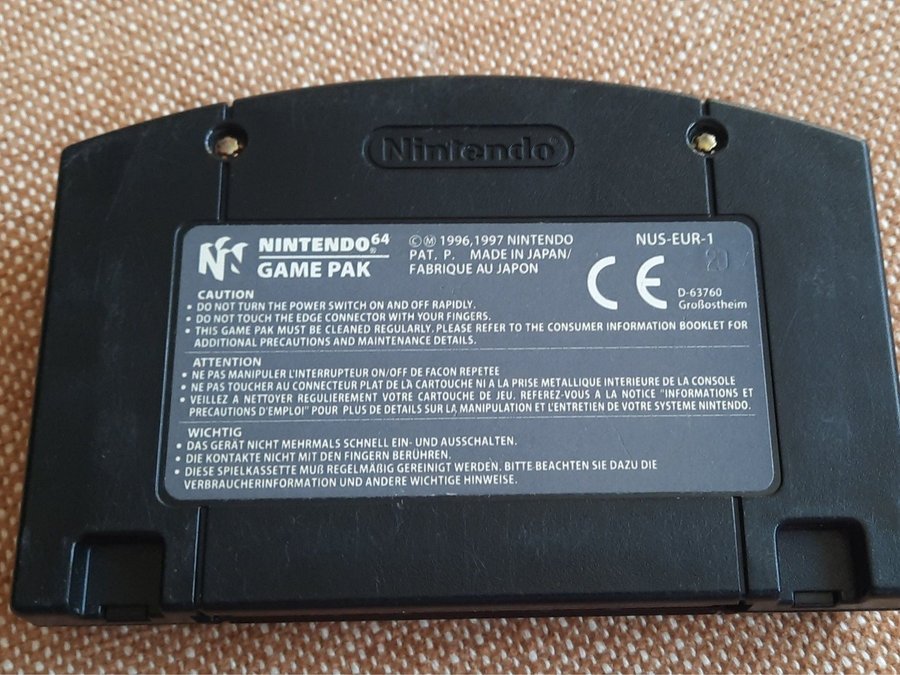 Nintendo®
NINTENDO 64
GAME PAK
©Ⓜ 1996,1997 NINTENDO
PAT. P. MADE IN JAPAN/
FABRIQUE AU JAPON
NUS-EUR-1
20
CE
D-63760
Großostheim
CAUTION
• DO NOT TURN THE POWER SWITCH ON AND OFF RAPIDLY.
• DO NOT TOUCH THE EDGE CONNECTOR WITH YOUR FINGERS.
• THIS GAME PAK MUST BE CLEANED REGULARLY. PLEASE REFER TO THE CONSUMER INFORMATION BOOKLET FOR
ADDITIONAL PRECAUTIONS AND MAINTENANCE DETAILS.
ATTENTION
• NE PAS MANIPULER L'INTERRUPTEUR ON/OFF DE FACON REPETEE
• NE PAS TOUCHER AU CONNECTEUR PLAT DE LA CARTOUCHE NI A LA PRISE METALLIQUE INTERIEURE DE LA CONSOLE
• VEILLEZ A NETTOYER REGULIEREMENT VOTRE CARTOUCHE DE JEU. REFEREZ-VOUS A LA NOTICE "INFORMATIONS ET
PRECAUTIONS D'EMPLOI" POUR PLUS DE DETAILS SUR LA MANIPULATION ET L'ENTRETIEN DE VOTRE SYSTEME NINTENDO.
WICHTIG
• DAS GERÄT NICHT MEHRMALS SCHNELL EIN- UND AUSSCHALTEN.
• DIE KONTAKTE NICHT MIT DEN FINGERN BERÜHREN.
• DIESE SPIELKASSETTE MUß REGELMÄßIG GEREINIGT WERDEN. BITTE BEACHTEN SIE DAZU DIE
VERBRAUCHERINFORMATION UND ANDERE WICHTIGE HINWEISE.